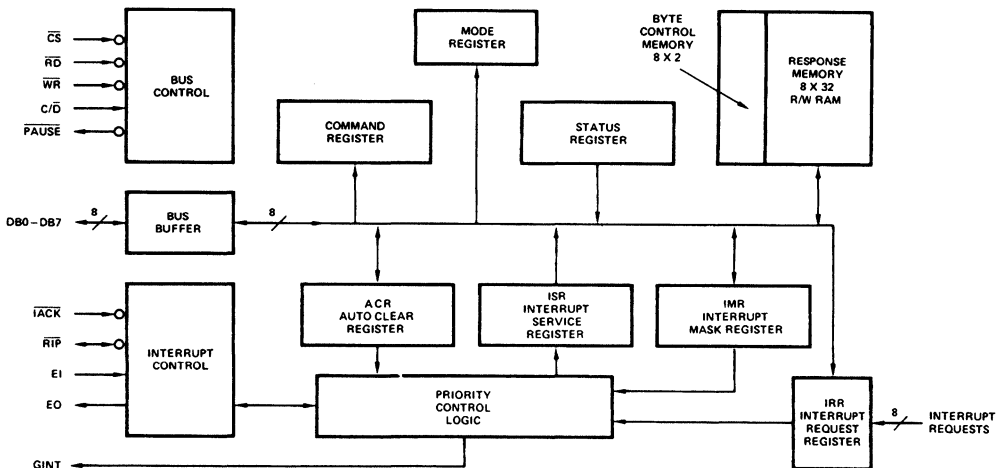 CS
RD
WR
C/D
PAUSE
BUS
CONTROL
MODE
REGISTER
COMMAND
REGISTER
STATUS
REGISTER
BYTE
CONTROL
MEMORY
8 X 2
RESPONSE
MEMORY
8 X 32
R/W RAM
DB0–DB7
8
BUS
BUFFER
8
IACK
RIP
EI
EO
INTERRUPT
CONTROL
ACR
AUTO CLEAR
REGISTER
ISR
INTERRUPT
SERVICE
REGISTER
IMR
INTERRUPT
MASK REGISTER
PRIORITY
CONTROL
LOGIC
IRR
INTERRUPT
REQUEST
REGISTER
8
INTERRUPT
REQUESTS
GINT